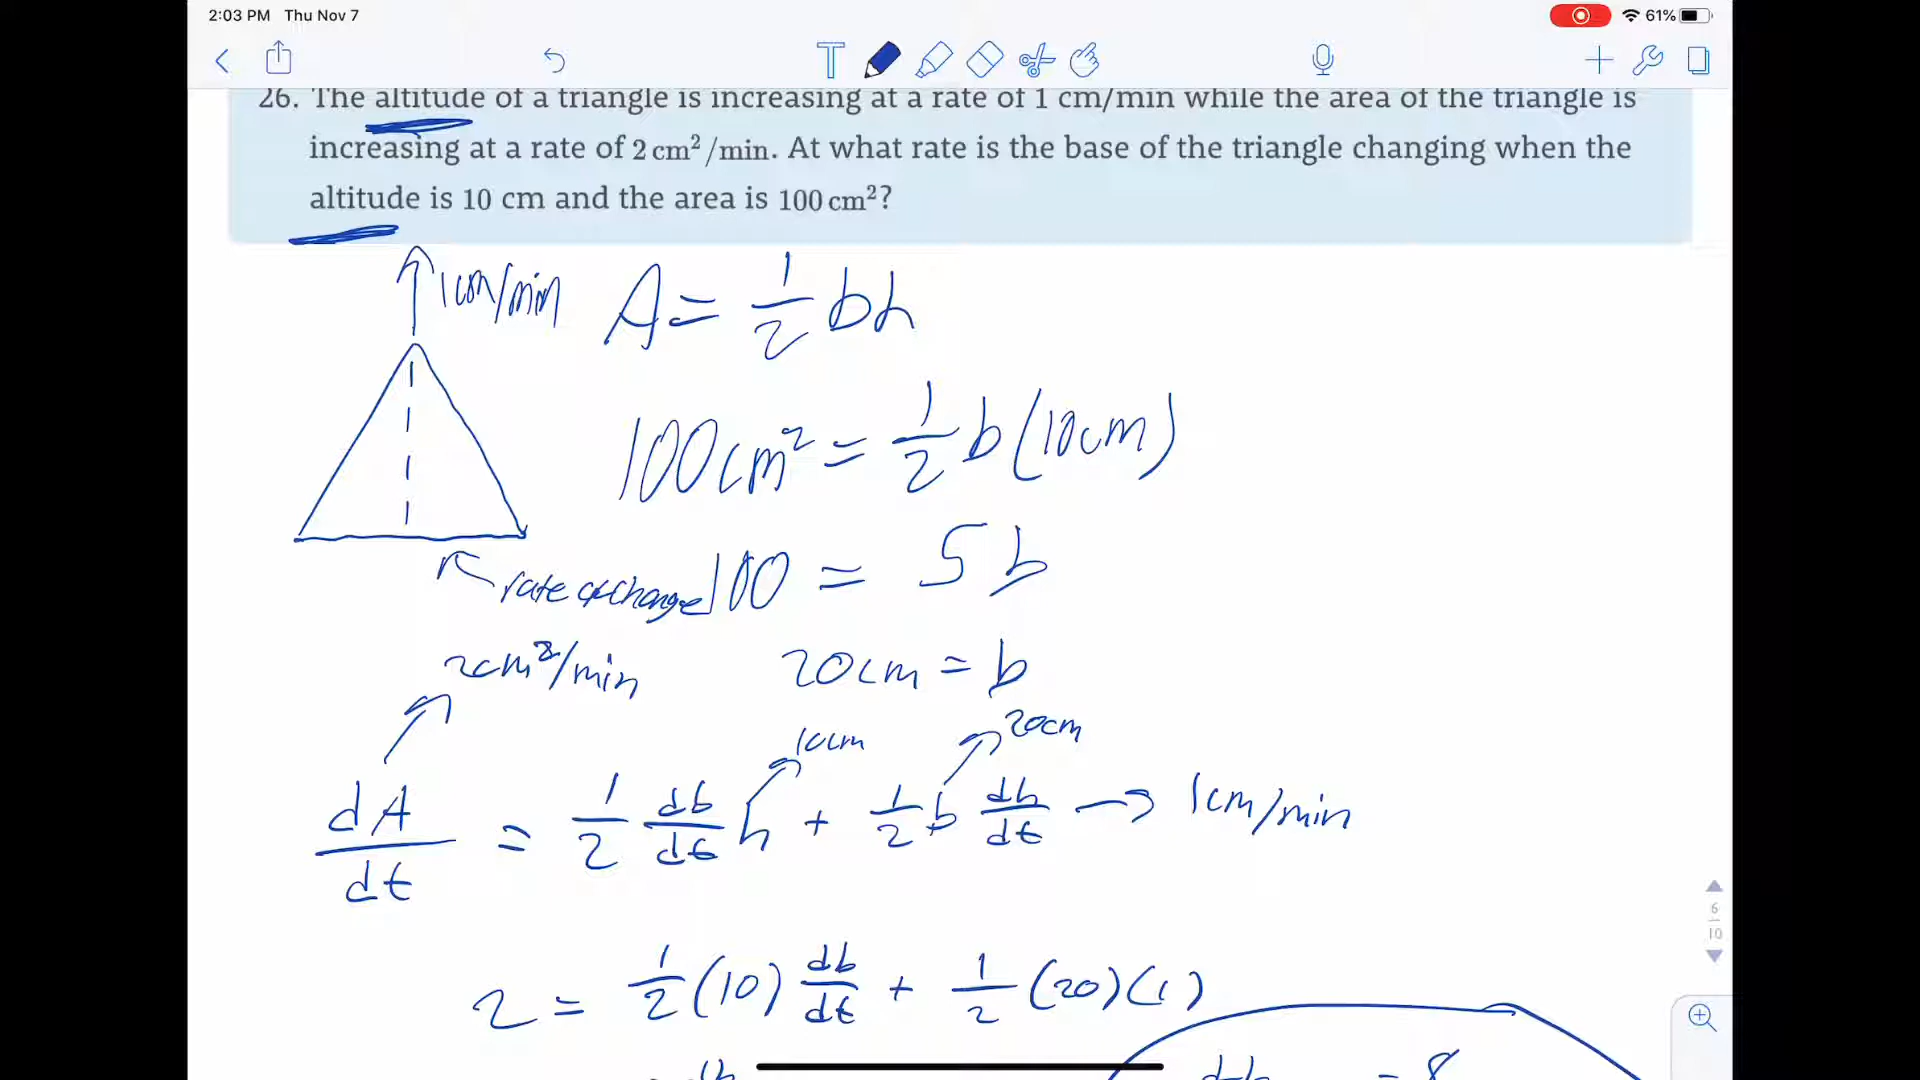 2:03 PM Thu Nov 7
61%
T
26. The altitude of a triangle is increasing at a rate of 1 cm/min while the area of the triangle is
increasing at a rate of 2 cm²/min. At what rate is the base of the triangle changing when the
altitude is 10 cm and the area is 100 cm²?
1cm/min
A = 1/2 bh
100cm² = 1/2 b(10cm)
rate of change
100 = 5b
2cm²/min
20cm = b
10cm
20cm
dA/dt = 1/2 db/dt h + 1/2 b dh/dt → 1cm/min
6
10
2 = 1/2 (10) db/dt + 1/2 (20)(1)